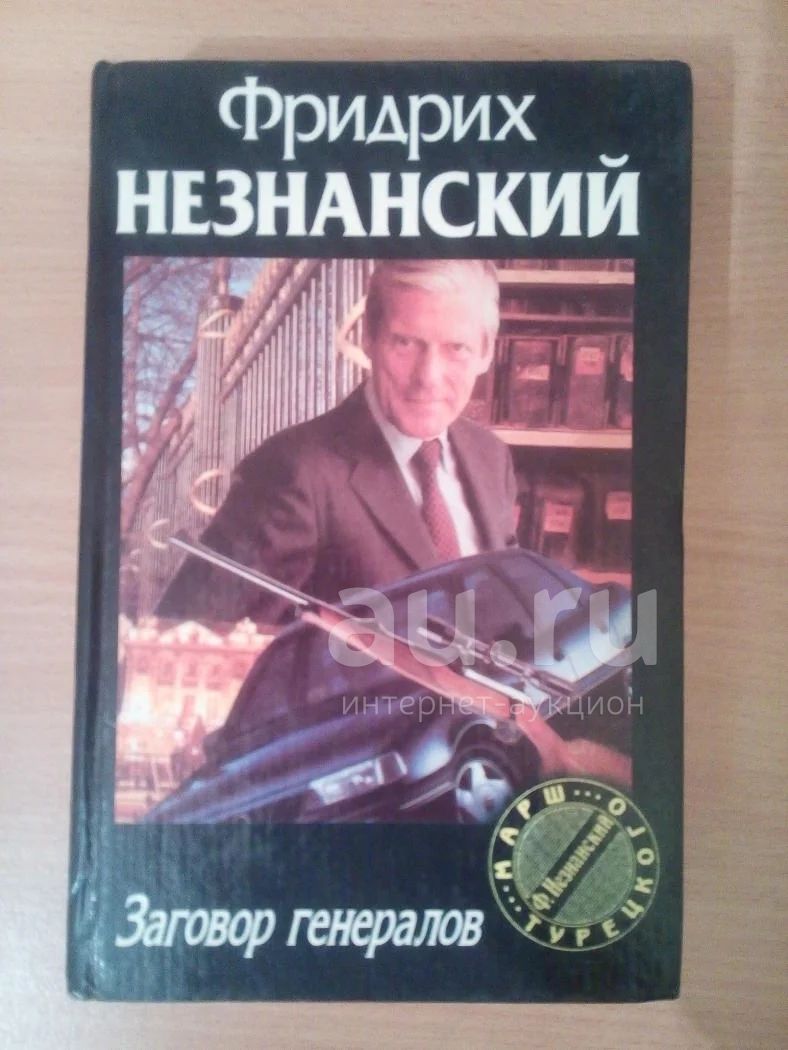 Фридрих
НЕЗНАНСКИЙ
au.ru
интернет-аукцион
Заговор генералов
МАРШ...
Ф. Незнанский
ТУРЕЦКОГО...